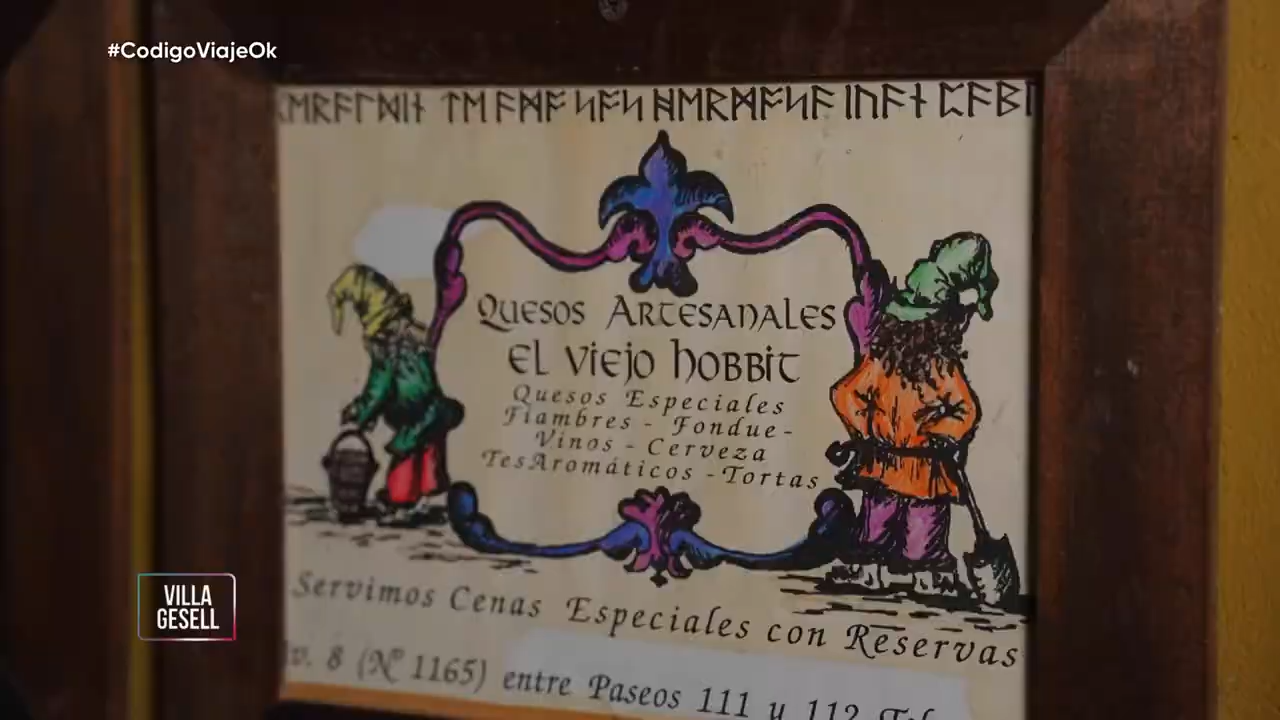 #CodigoViajeOk
QUESOS ARTESANALES
EL VIEJO hOBBIT
Quesos Especiales
Fiambres - Fondue-
Vinos - Cerveza
TesAromáticos - Tortas
Servimos Cenas Especiales con Reservas
8 (Nº 1165) entre Paseos 111 y 112
VILLA
GESELL